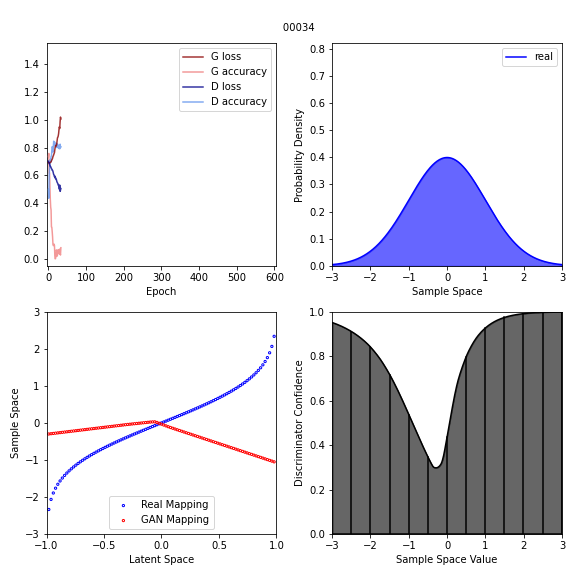 00034
1.4
1.2
1.0
0.8
0.6
0.4
0.2
0.0
G loss
G accuracy
D loss
D accuracy
0 100 200 300 400 500 600
Epoch
Probability Density
0.8
0.7
0.6
0.5
0.4
0.3
0.2
0.1
0.0
real
−3 −2 −1 0 1 2 3
Sample Space
Sample Space
3
2
1
0
−1
−2
−3
Real Mapping
GAN Mapping
−1.0 −0.5 0.0 0.5 1.0
Latent Space
Discriminator Confidence
1.0
0.8
0.6
0.4
0.2
0.0
−3 −2 −1 0 1 2 3
Sample Space Value